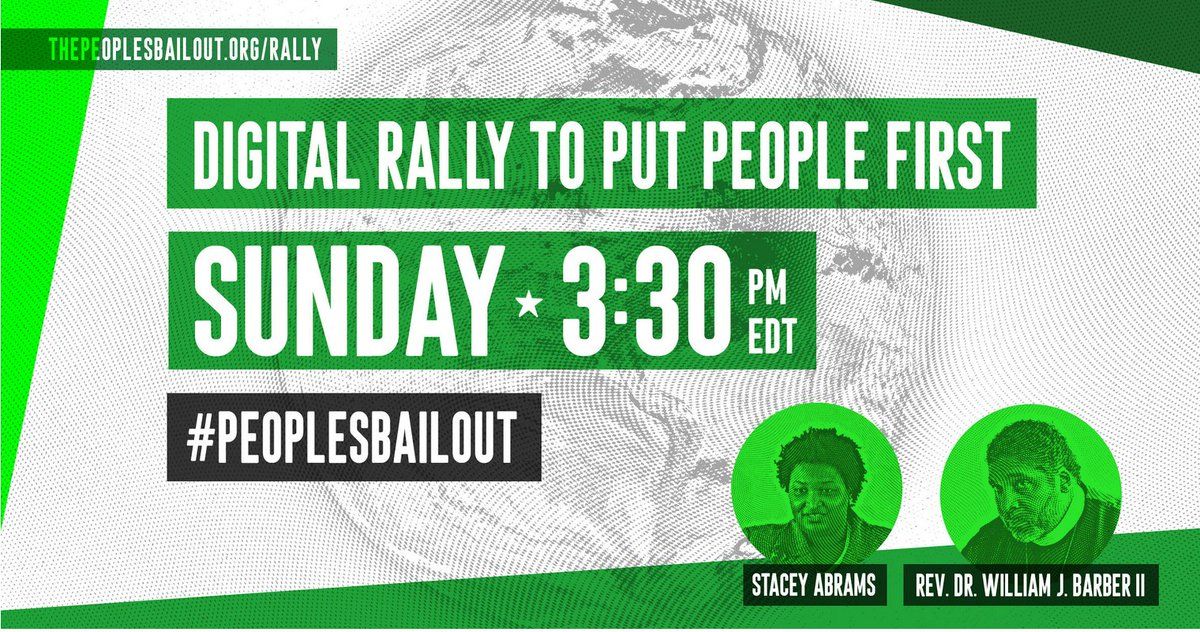 THEPEOPLESBAILOUT.ORG/RALLY
DIGITAL RALLY TO PUT PEOPLE FIRST
SUNDAY ★ 3:30 PM EDT
#PEOPLESBAILOUT
STACEY ABRAMS
REV. DR. WILLIAM J. BARBER II